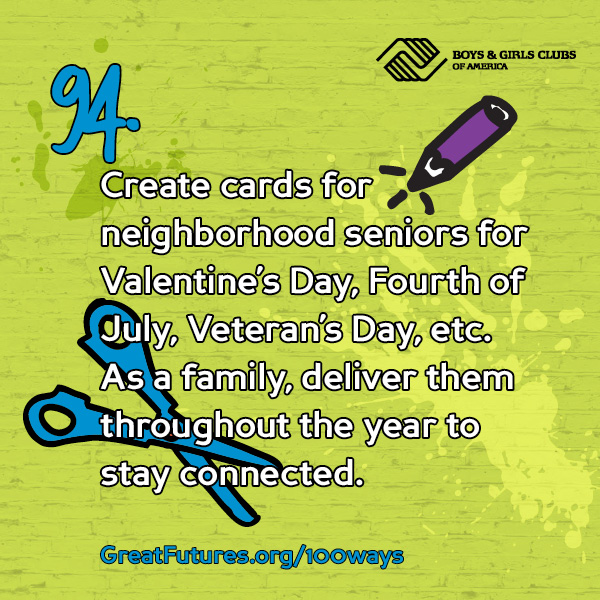 BOYS & GIRLS CLUBS
OF AMERICA
94.
Create cards for
neighborhood seniors for
Valentine's Day, Fourth of
July, Veteran's Day, etc.
As a family, deliver them
throughout the year to
stay connected.
GreatFutures.org/100ways